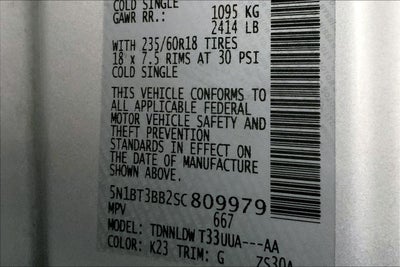 COLD SINGLE
GAWR RR.: 1095 KG
2414 LB
WITH 235/60R18 TIRES
18 x 7.5 RIMS AT 30 PSI
COLD SINGLE
THIS VEHICLE CONFORMS TO
ALL APPLICABLE FEDERAL
MOTOR VEHICLE SAFETY AND
THEFT PREVENTION
STANDARDS IN EFFECT ON
THE DATE OF MANUFACTURE
SHOWN ABOVE.
5N1BT3BB2SC809979
MPV 667
MODEL: TDNNLDWT33UUA---AA
COLOR: K23 TRIM: G
ZS30A